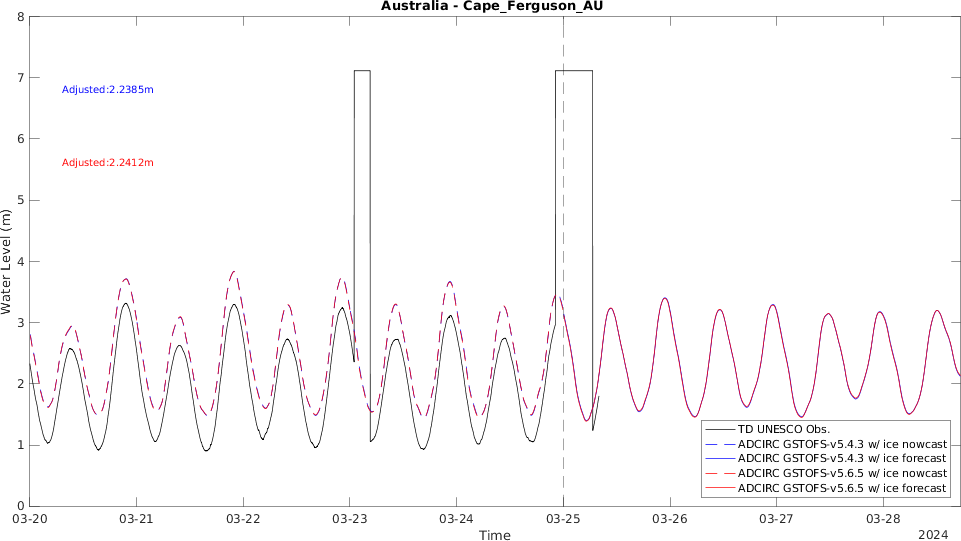 Australia - Cape_Ferguson_AU
8
7
6
5
4
3
2
1
0
Water Level (m)
Adjusted:2.2385m
Adjusted:2.2412m
TD UNESCO Obs.
ADCIRC GSTOFS-v5.4.3 w/ ice nowcast
ADCIRC GSTOFS-v5.4.3 w/ ice forecast
ADCIRC GSTOFS-v5.6.5 w/ ice nowcast
ADCIRC GSTOFS-v5.6.5 w/ ice forecast
03-20 03-21 03-22 03-23 03-24 03-25 03-26 03-27 03-28
Time
2024